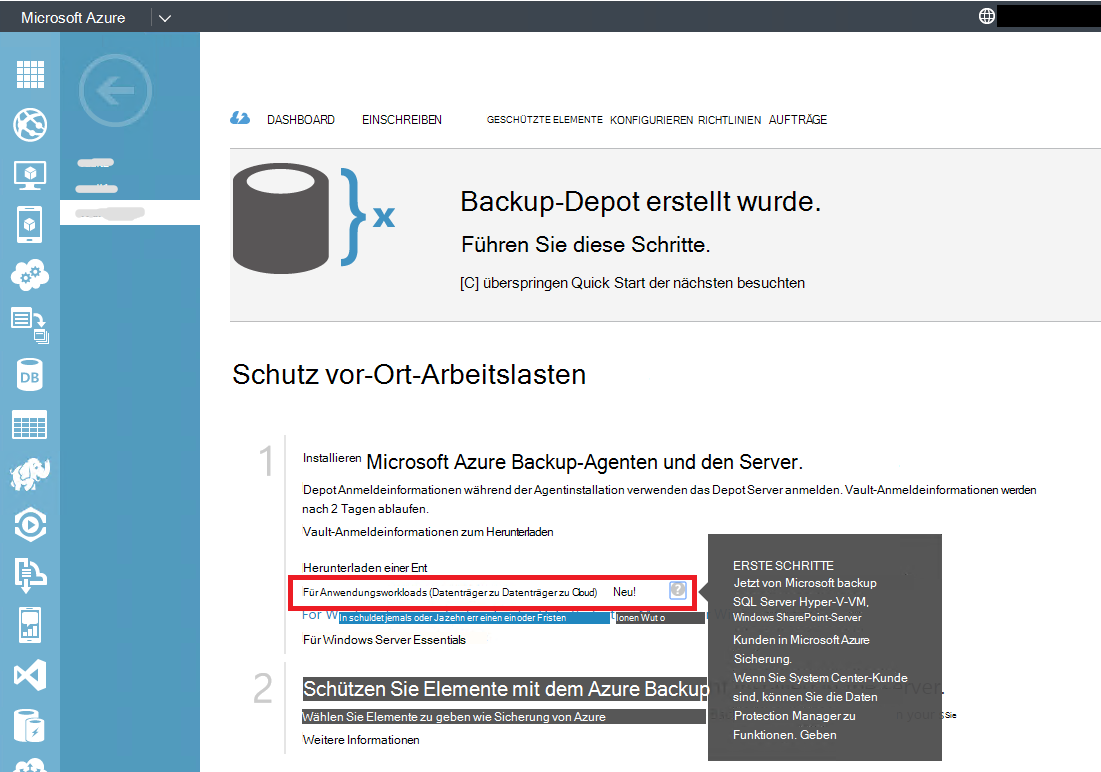 Microsoft Azure
DASHBOARD EINSCHREIBEN GESCHÜTZTE ELEMENTE KONFIGURIEREN RICHTLINIEN AUFTRÄGE
} x
Backup-Depot erstellt wurde.
Führen Sie diese Schritte.
[C] überspringen Quick Start der nächsten besuchten
Schutz vor-Ort-Arbeitslasten
1
Installieren Microsoft Azure Backup-Agenten und den Server.
Depot Anmeldeinformationen während der Agentinstallation verwenden das Depot Server anmelden. Vault-Anmeldeinformationen werden
nach 2 Tagen ablaufen.
Vault-Anmeldeinformationen zum Herunterladen
Herunterladen einer Ent
Für Anwendungsworkloads (Datenträger zu Datenträger zu Cloud) Neu! ?
For W
In schuldet jemals oder Jazehn err einen ein oder Fristen
lonen Wut o
Für Windows Server Essentials
ERSTE SCHRITTE
Jetzt von Microsoft backup
SQL Server Hyper-V-VM,
Windows SharePoint-Server
Kunden in Microsoft Azure
Sicherung.
Wenn Sie System Center-Kunde
sind, können Sie die Daten
Protection Manager zu
Funktionen. Geben
2
Schützen Sie Elemente mit dem Azure Backup
Wählen Sie Elemente zu geben wie Sicherung von Azure
your Sie
Weitere Informationen
DB